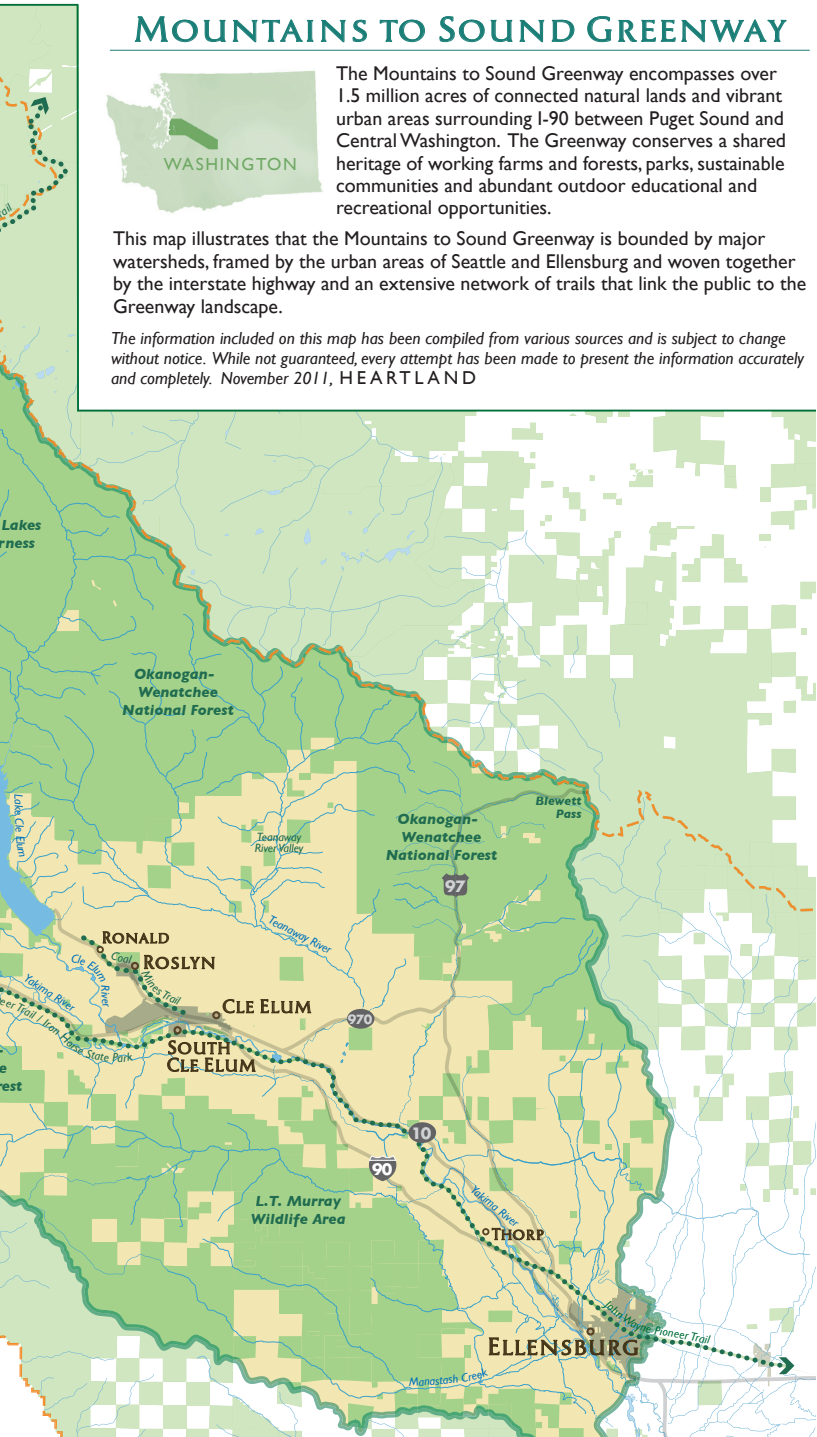 MOUNTAINS TO SOUND GREENWAY
WASHINGTON
The Mountains to Sound Greenway encompasses over
1.5 million acres of connected natural lands and vibrant
urban areas surrounding I-90 between Puget Sound and
Central Washington. The Greenway conserves a shared
heritage of working farms and forests, parks, sustainable
communities and abundant outdoor educational and
recreational opportunities.
This map illustrates that the Mountains to Sound Greenway is bounded by major
watersheds, framed by the urban areas of Seattle and Ellensburg and woven together
by the interstate highway and an extensive network of trails that link the public to the
Greenway landscape.
The information included on this map has been compiled from various sources and is subject to change
without notice. While not guaranteed, every attempt has been made to present the information accurately
and completely. November 2011, HEARTLAND
ail
Lakes
rness
Okanogan-
Wenatchee
National Forest
Lake Cle Elum
Teanaway
River Valley
Okanogan-
Wenatchee
National Forest
Blewett
Pass
97
Teanaway River
RONALD
ROSLYN
Coal Mines Trail
Cle Elum River
Yakima River
CLE ELUM
970
eer Trail / Iron Horse State Park
SOUTH
CLE ELUM
e
rest
10
90
L.T. Murray
Wildlife Area
Yakima River
THORP
John Wayne Pioneer Trail
ELLENSBURG
Manastash Creek